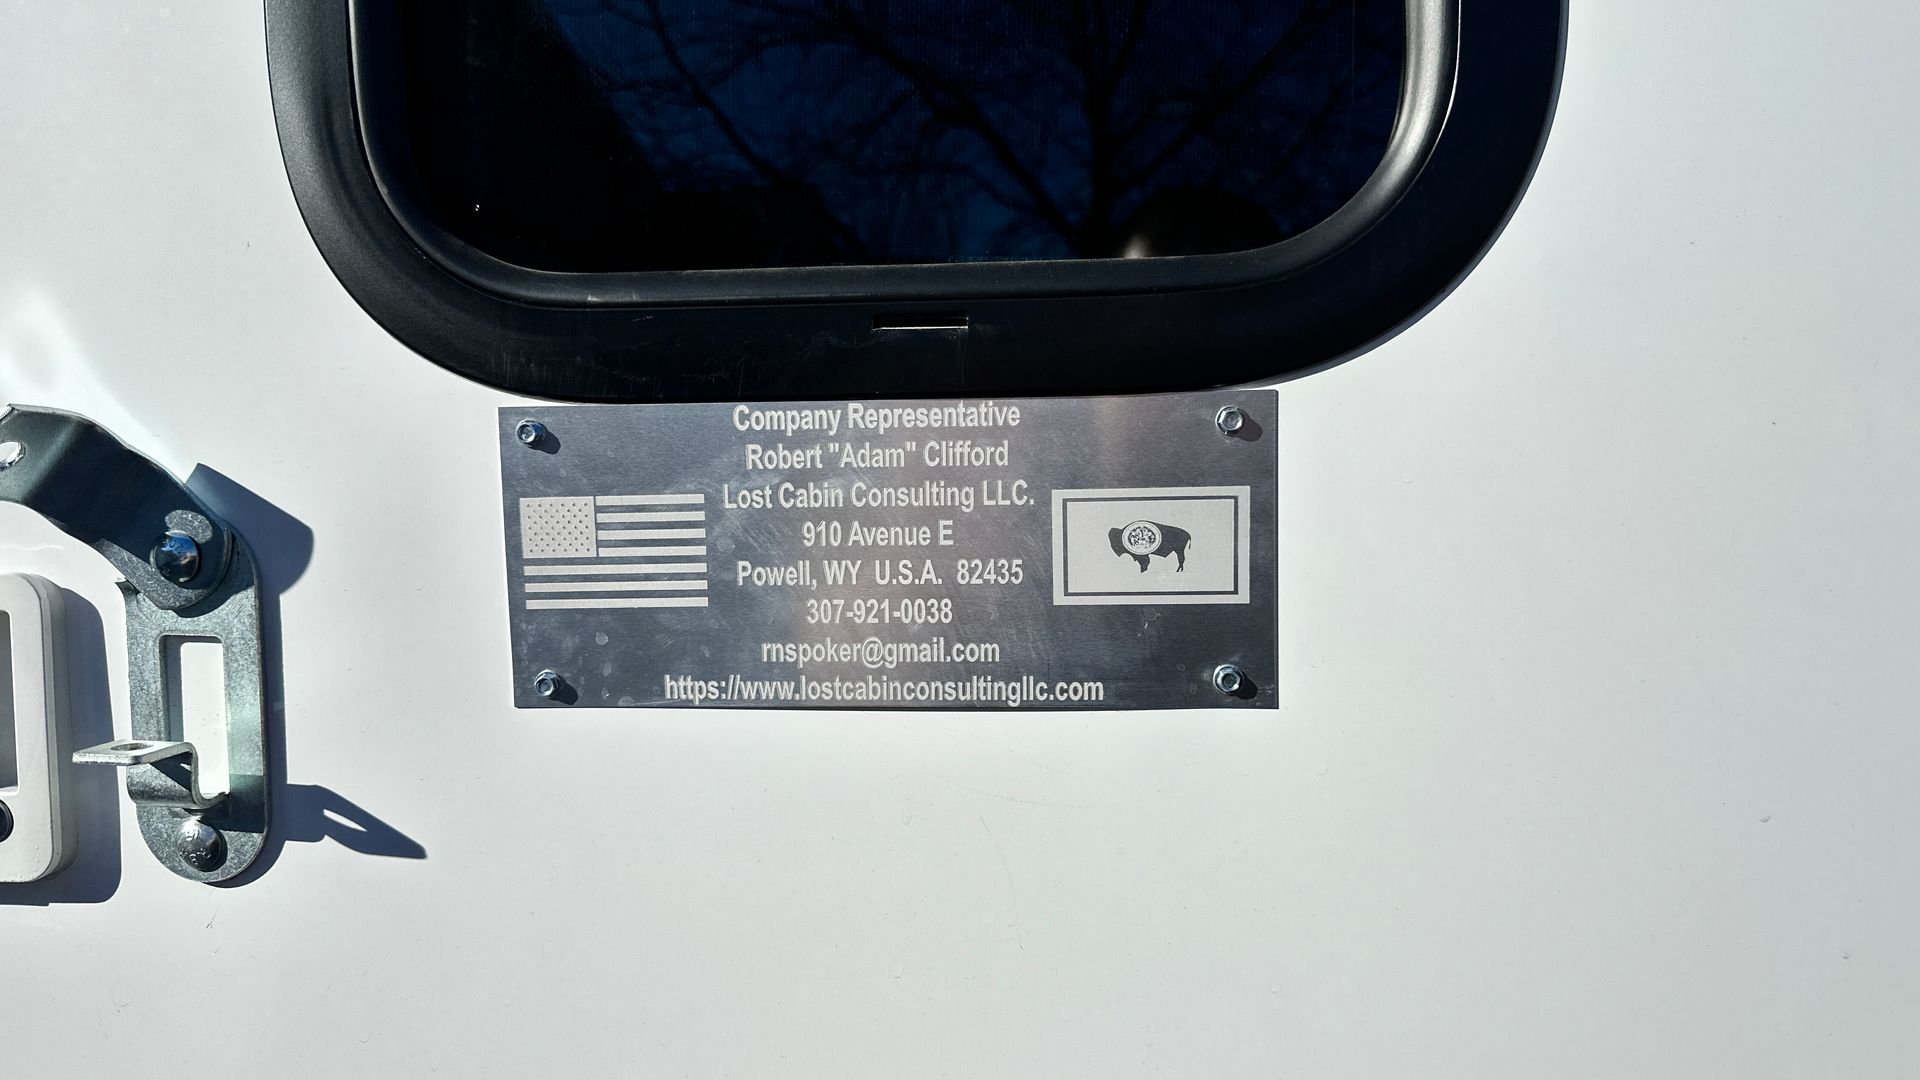 Company Representative
Robert "Adam" Clifford
Lost Cabin Consulting LLC.
910 Avenue E
Powell, WY  U.S.A.  82435
307-921-0038
rnspoker@gmail.com
https://www.lostcabinconsultingllc.com